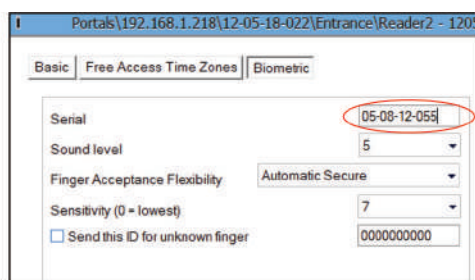 Portals\192.168.1.218\12-05-18-022\Entrance\Reader2 - 1205
Basic Free Access Time Zones Biometric
Serial 05-08-12-055
Sound level 5
Finger Acceptance Flexibility Automatic Secure
Sensitivity (0 = lowest) 7
Send this ID for unknown finger 0000000000